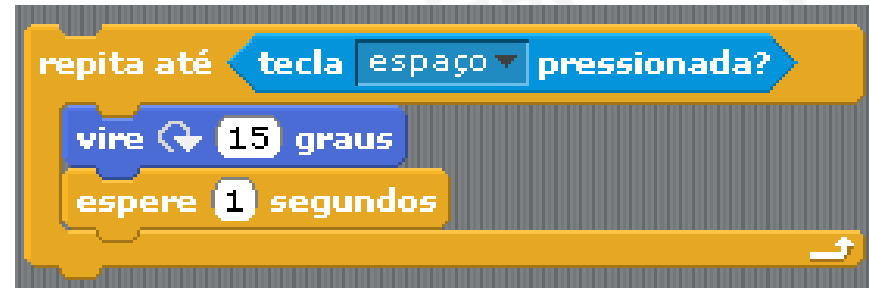 repita até tecla espaço pressionada?
vire 15 graus
espere 1 segundos